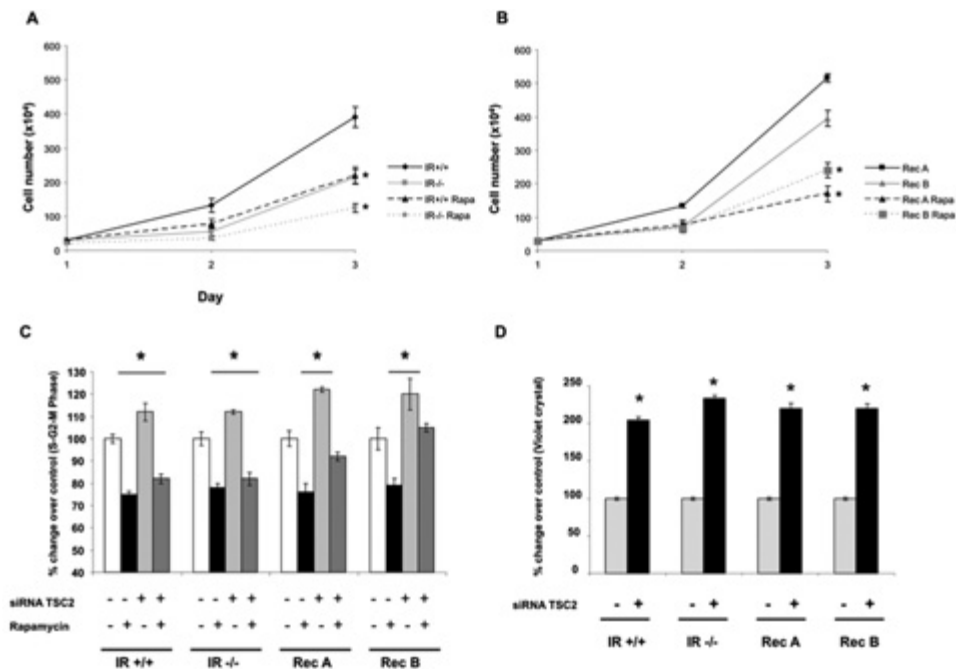 A
Cell number (x10⁴)
600
500
400
300
200
100
0
1
2
3
Day
IR+/+
IR-/-
IR+/+ Rapa
IR-/- Rapa
*
*
B
Cell number (x10⁴)
600
500
400
300
200
100
0
1
2
3
Rec A
Rec B
Rec A Rapa
Rec B Rapa
*
*
C
% change over control (S-G2-M Phase)
130
120
110
100
90
80
70
60
50
40
* * * *
siRNA TSC2 - - + + - - + + - - + + - - + +
Rapamycin - + - + - + - + - + - + - + - +
IR +/+ IR -/- Rec A Rec B
D
% change over control (Violet crystal)
250
200
150
100
50
0
* * * *
siRNA TSC2 - + - + - + - +
IR +/+ IR -/- Rec A Rec B